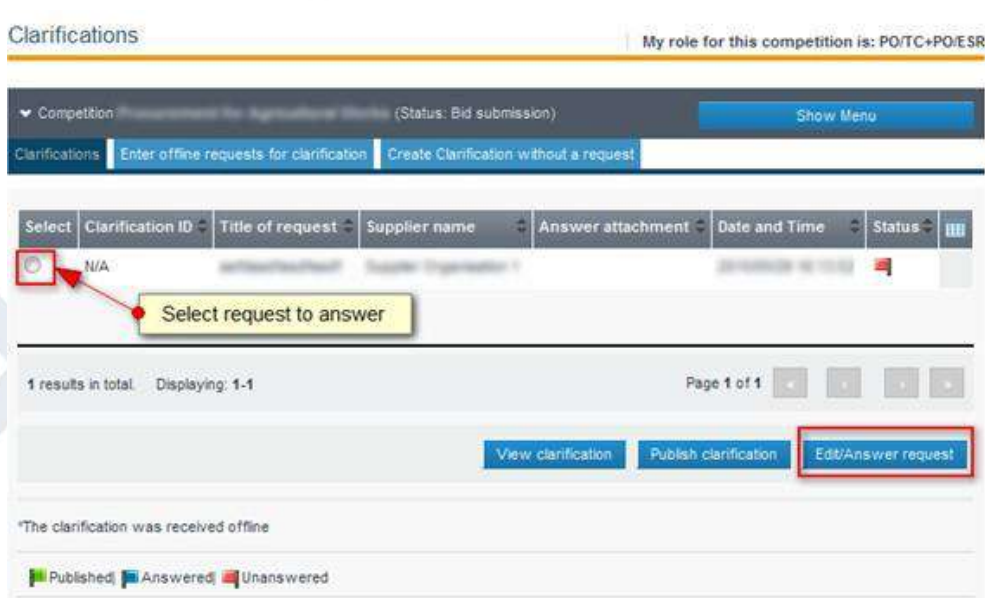 Clarifications
My role for this competition is: PO/TC+PO/ESR
Competition (Status: Bid submission)
Show Menu
Clarifications Enter offline requests for clarification Create Clarification without a request
Select Clarification ID Title of request Supplier name Answer attachment Date and Time Status
N/A
Select request to answer
1 results in total. Displaying: 1-1 Page 1 of 1
View clarification Publish clarification Edit/Answer request
*The clarification was received offline
Published| Answered| Unanswered